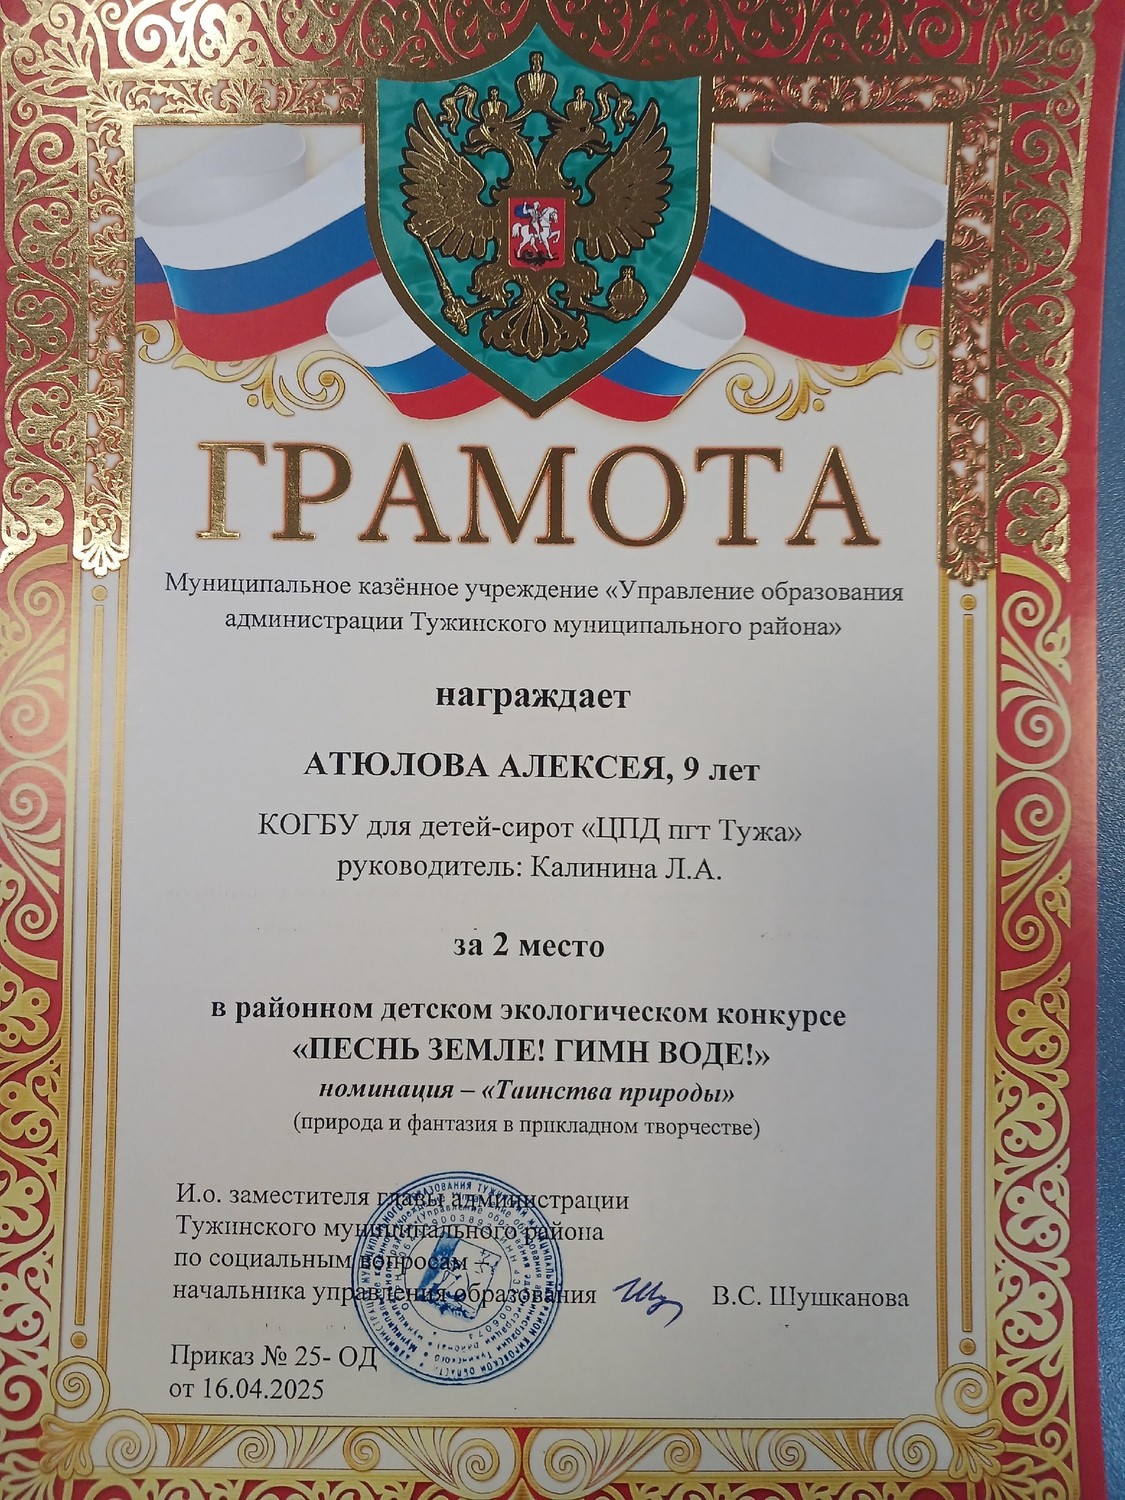 ГРАМОТА
Муниципальное казённое учреждение «Управление образования
администрации Тужинского муниципального района»
награждает
АТЮЛОВА АЛЕКСЕЯ, 9 лет
КОГБУ для детей-сирот «ЦПД пгт Тужа»
руководитель: Калинина Л.А.
за 2 место
в районном детском экологическом конкурсе
«ПЕСНЬ ЗЕМЛЕ! ГИМН ВОДЕ!»
номинация – «Таинства природы»
(природа и фантазия в прикладном творчестве)
И.о. заместителя главы администрации
Тужинского муниципального района
по социальным вопросам –
начальника управления образования В.С. Шушканова
Приказ № 25- ОД
от 16.04.2025